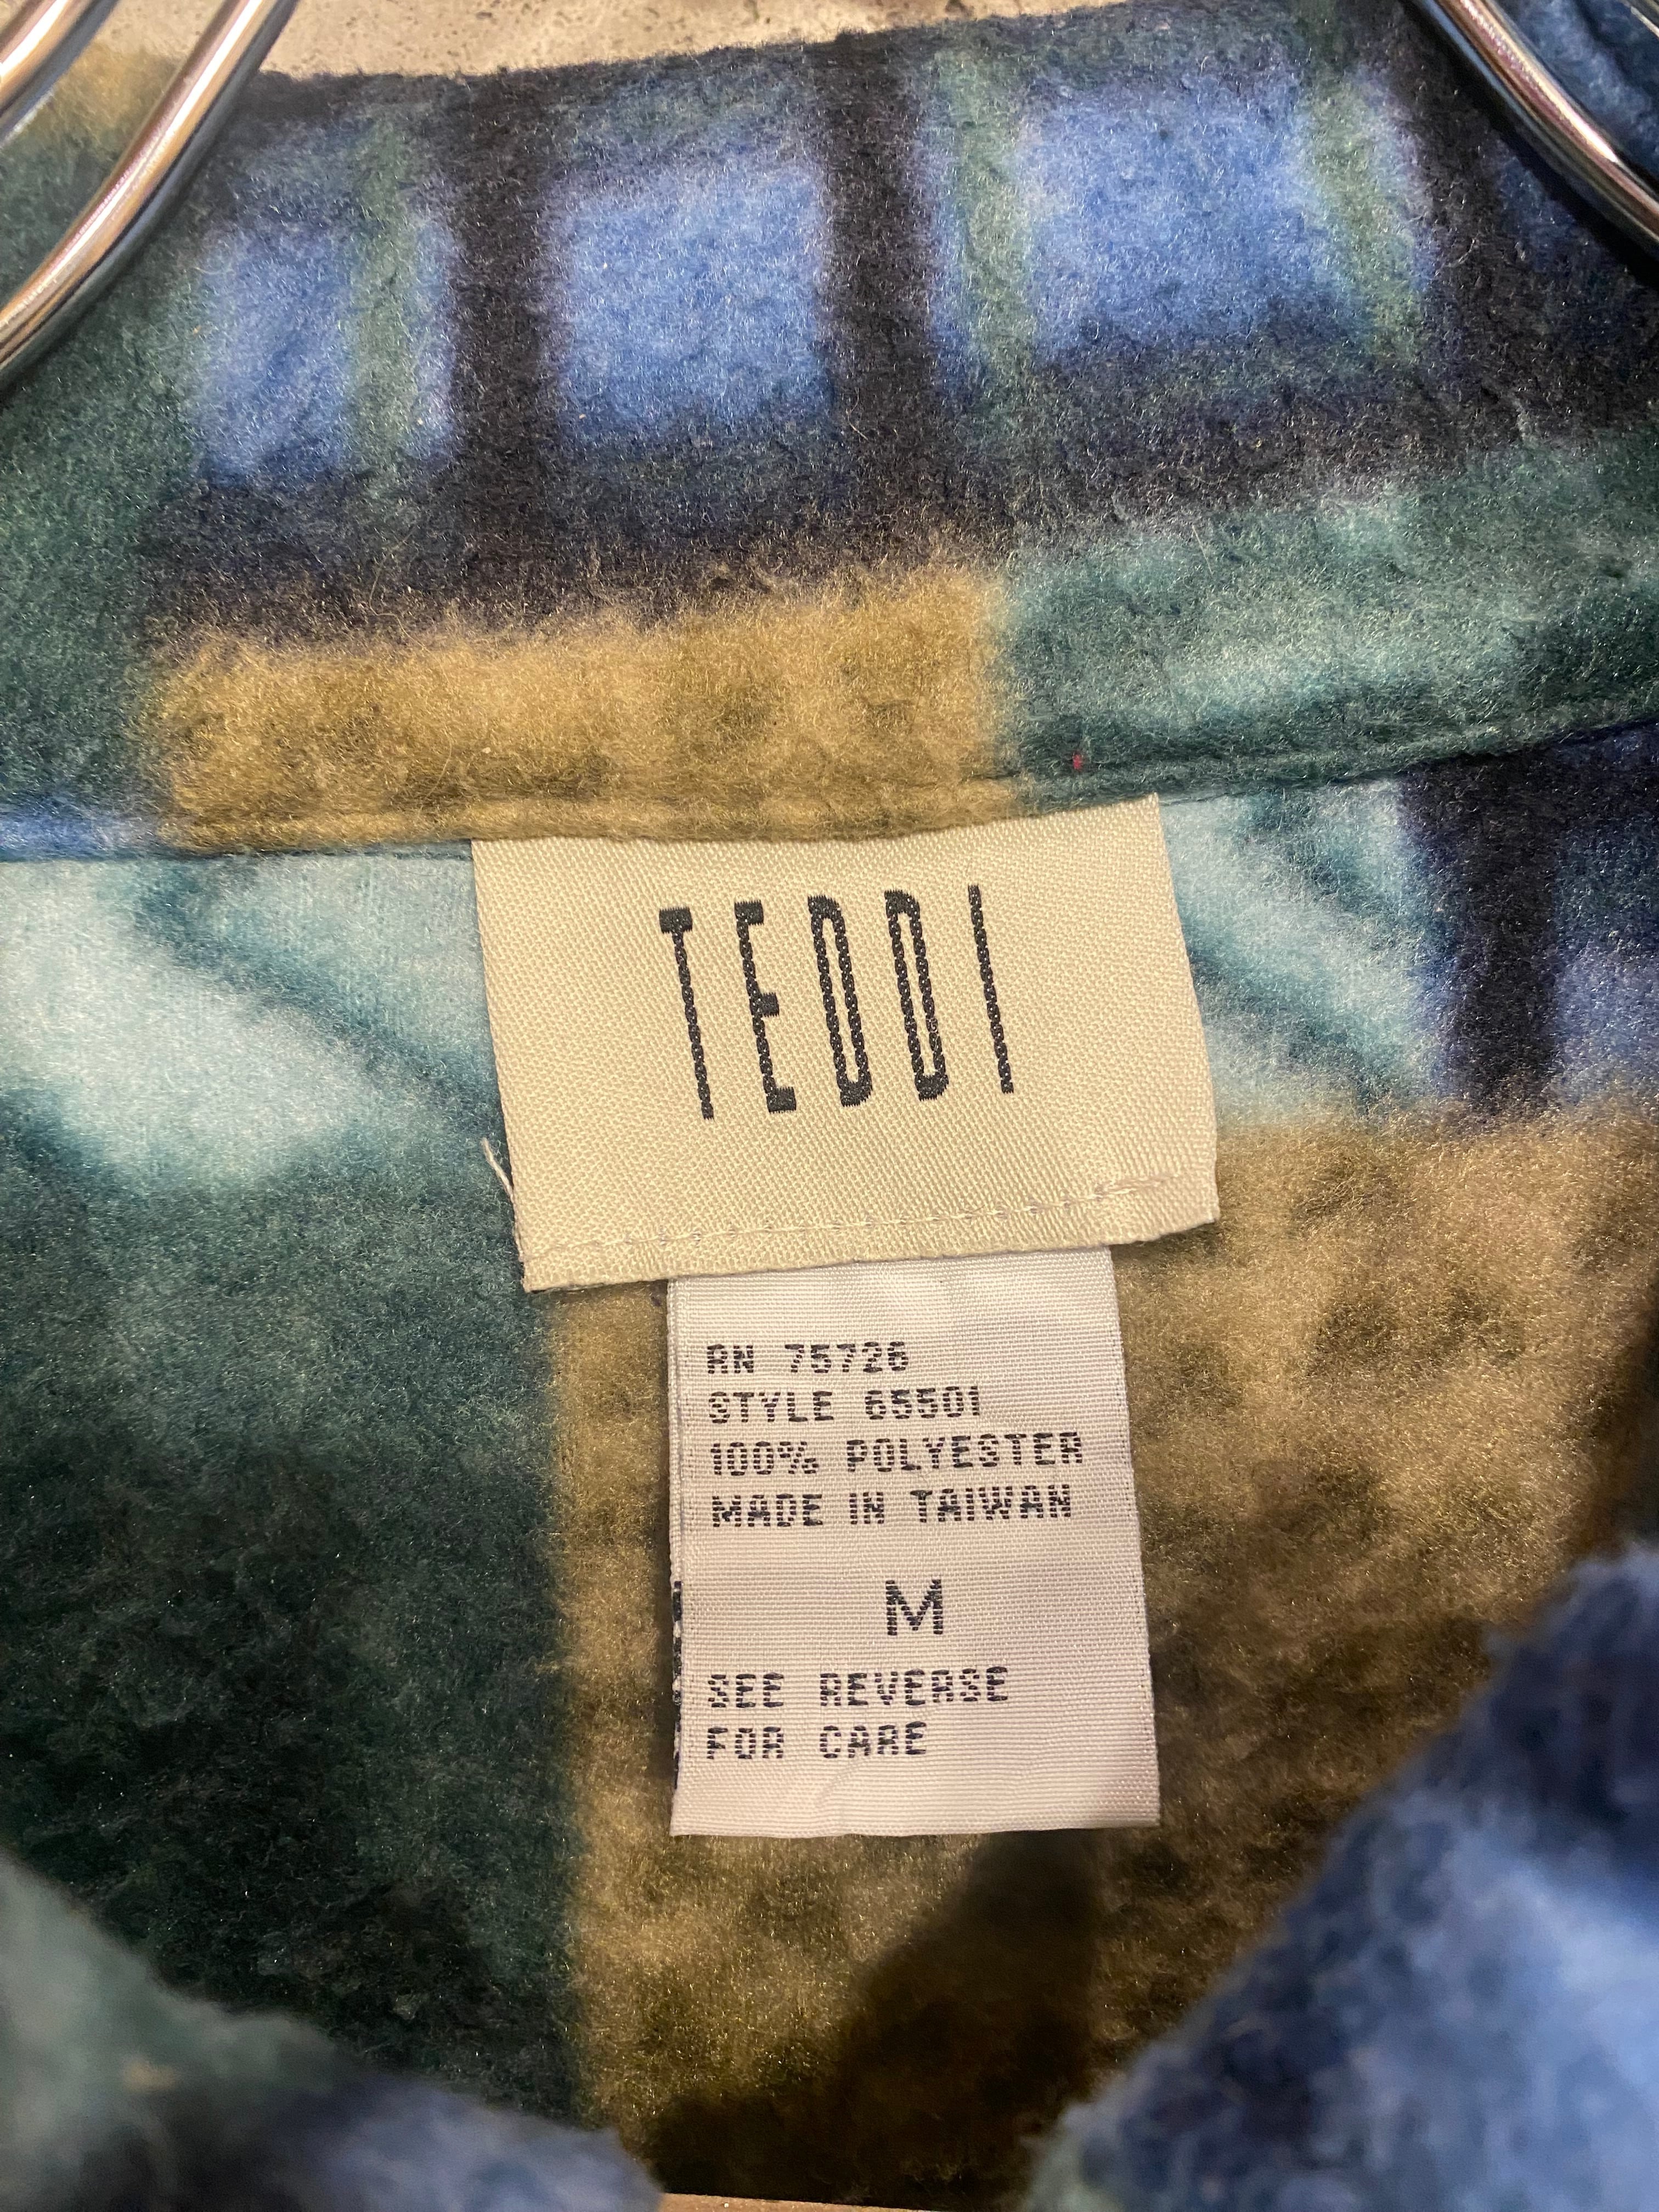 TEDDI
RN 75726
STYLE 65501
100% POLYESTER
MADE IN TAIWAN
M
SEE REVERSE
FOR CARE